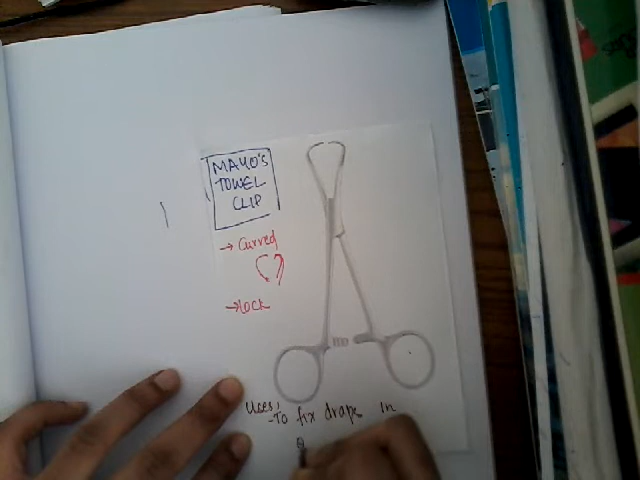 MAYO'S
TOWEL
CLIP
→ Curved
→ lock
Uses:
-To fix drape in